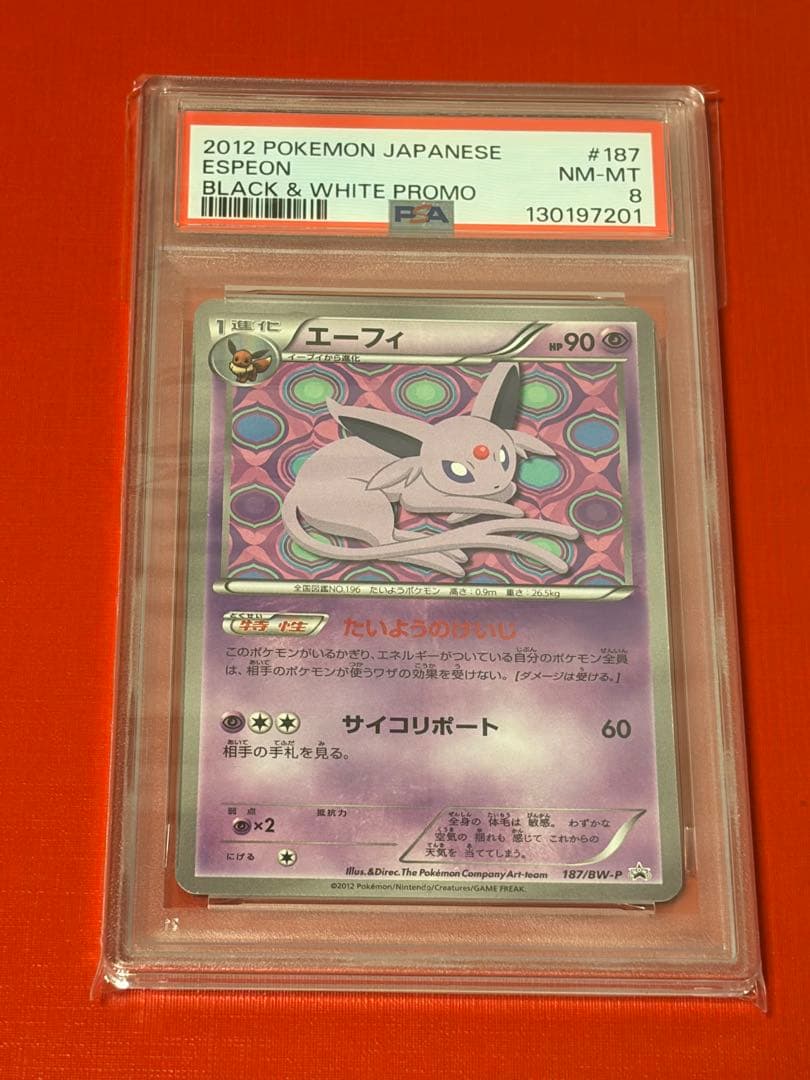 2012 POKEMON JAPANESE #187
ESPEON NM-MT
BLACK & WHITE PROMO 8
PSA 130197201
1進化 エーフィ HP90
イーブイから進化
全国図鑑NO.196 たいようポケモン 高さ:0.9m 重さ:26.5kg
とくせい
特性 たいようのけいじ
このポケモンがいるかぎり、エネルギーがついている自分のポケモン全員
は、相手のポケモンが使うワザの効果を受けない。[ダメージは受ける。]
サイコリポート 60
相手の手札を見る。
弱点 抵抗力
×2
にげる
全身の 体毛は 敏感。 わずかな
空気の 揺れも 感じて これからの
天気を 当ててしまう。
Illus.&Direc.The Pokémon Company Art-team 187/BW-P
©2012 Pokémon/Nintendo/Creatures/GAME FREAK.